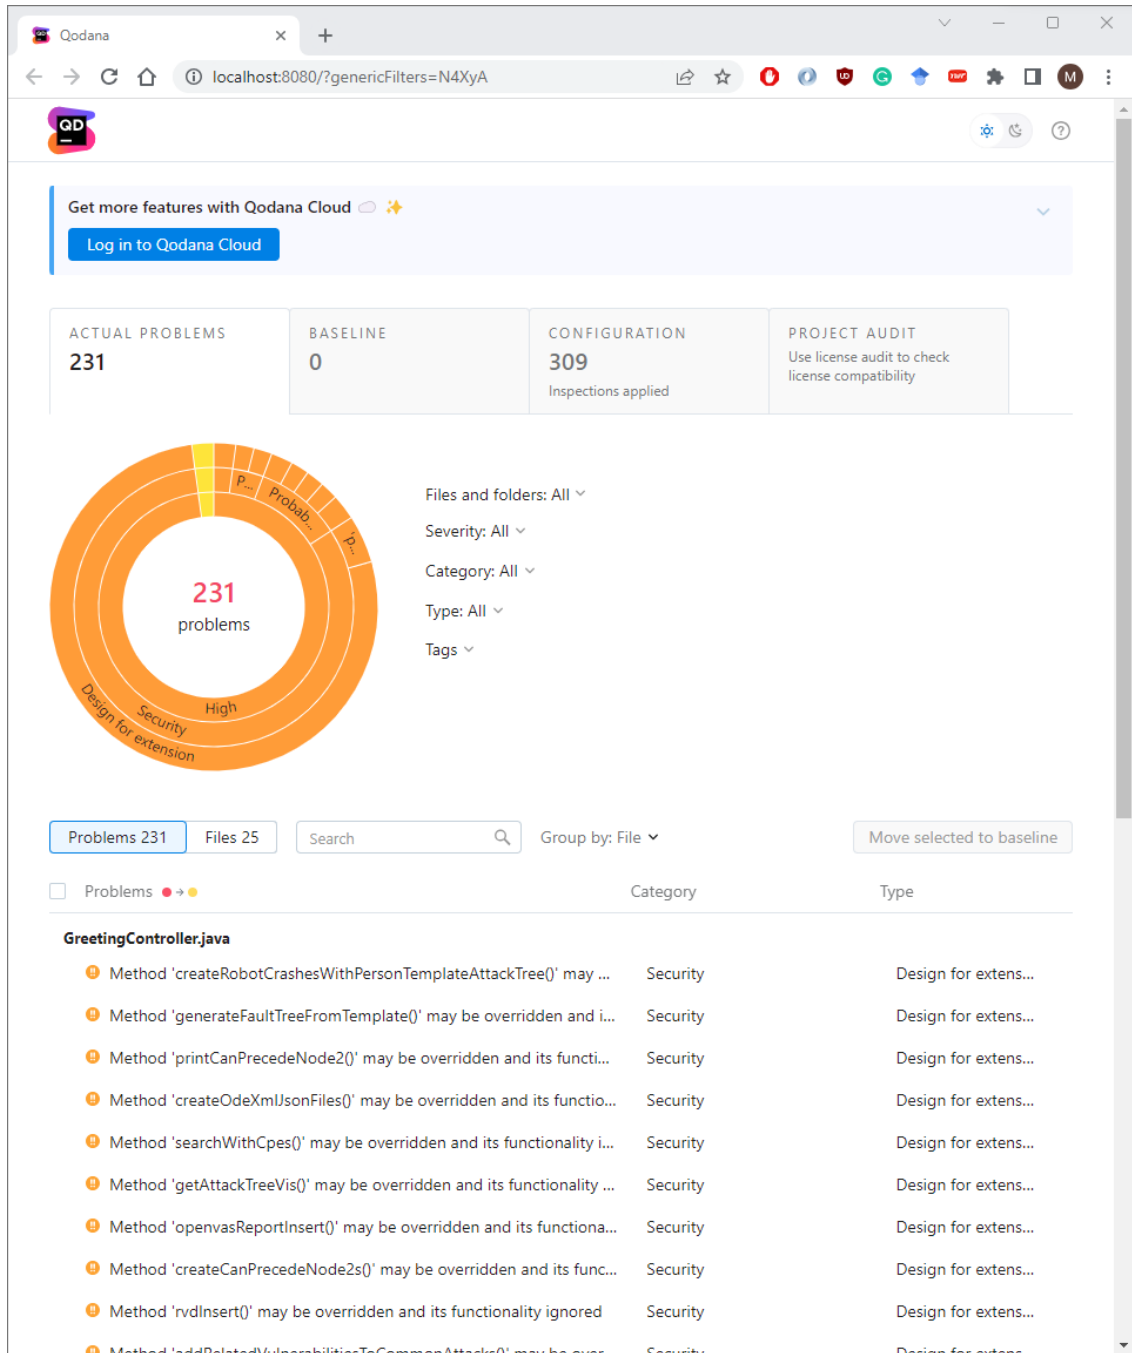 Qodana
localhost:8080/?genericFilters=N4XyA
M
QD
Get more features with Qodana Cloud
Log in to Qodana Cloud
ACTUAL PROBLEMS
231
BASELINE
0
CONFIGURATION
309
Inspections applied
PROJECT AUDIT
Use license audit to check
license compatibility
P...
Probab...
'p...
231
problems
High
Security
Design for extension
Files and folders: All
Severity: All
Category: All
Type: All
Tags
Problems 231
Files 25
Search
Group by: File
Move selected to baseline
Problems
Category
Type
GreetingController.java
Method 'createRobotCrashesWithPersonTemplateAttackTree()' may ... Security Design for extens...
Method 'generateFaultTreeFromTemplate()' may be overridden and i... Security Design for extens...
Method 'printCanPrecedeNode2()' may be overridden and its functi... Security Design for extens...
Method 'createOdeXmlJsonFiles()' may be overridden and its functio... Security Design for extens...
Method 'searchWithCpes()' may be overridden and its functionality i... Security Design for extens...
Method 'getAttackTreeVis()' may be overridden and its functionality ... Security Design for extens...
Method 'openvasReportInsert()' may be overridden and its functiona... Security Design for extens...
Method 'createCanPrecedeNode2s()' may be overridden and its func... Security Design for extens...
Method 'rvdInsert()' may be overridden and its functionality ignored Security Design for extens...
Method 'addRelatedVulnerabilitiesToCommonAttacks()' may be over... Security Design for extens...